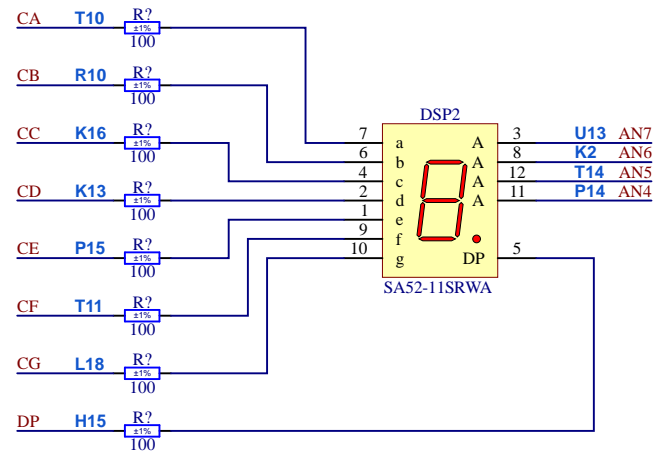 CA T10 R?
±1%
100
CB R10 R?
±1%
100
CC K16 R?
±1%
100
CD K13 R?
±1%
100
CE P15 R?
±1%
100
CF T11 R?
±1%
100
CG L18 R?
±1%
100
DP H15 R?
±1%
100
DSP2
7 a A 3 U13 AN7
6 b A 8 K2 AN6
4 c A 12 T14 AN5
2 d A 11 P14 AN4
1 e
9 f
10 g DP 5
SA52-11SRWA